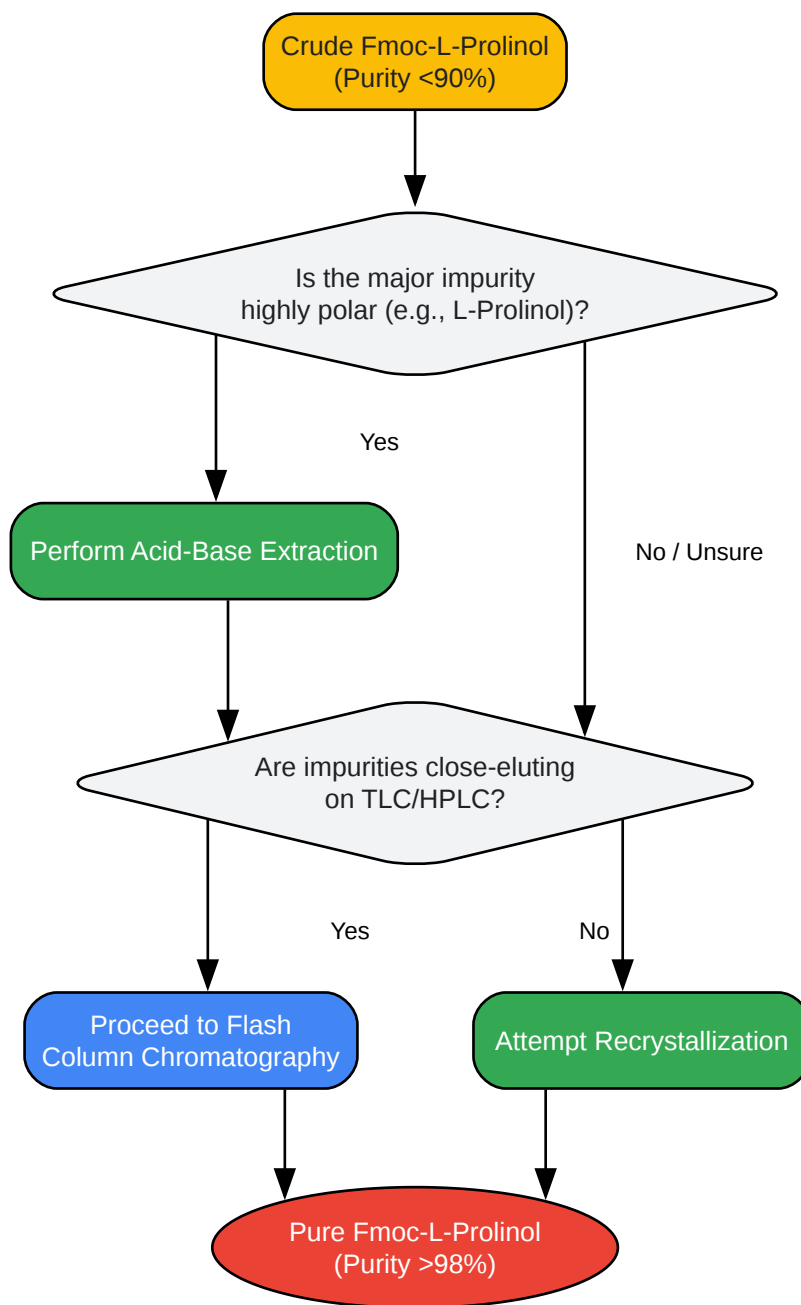 Crude Fmoc-L-Prolinol
(Purity <90%)
Is the major impurity
highly polar (e.g., L-Prolinol)?
Yes
Perform Acid-Base Extraction
No / Unsure
Are impurities close-eluting
on TLC/HPLC?
Yes
No
Proceed to Flash
Column Chromatography
Attempt Recrystallization
Pure Fmoc-L-Prolinol
(Purity >98%)